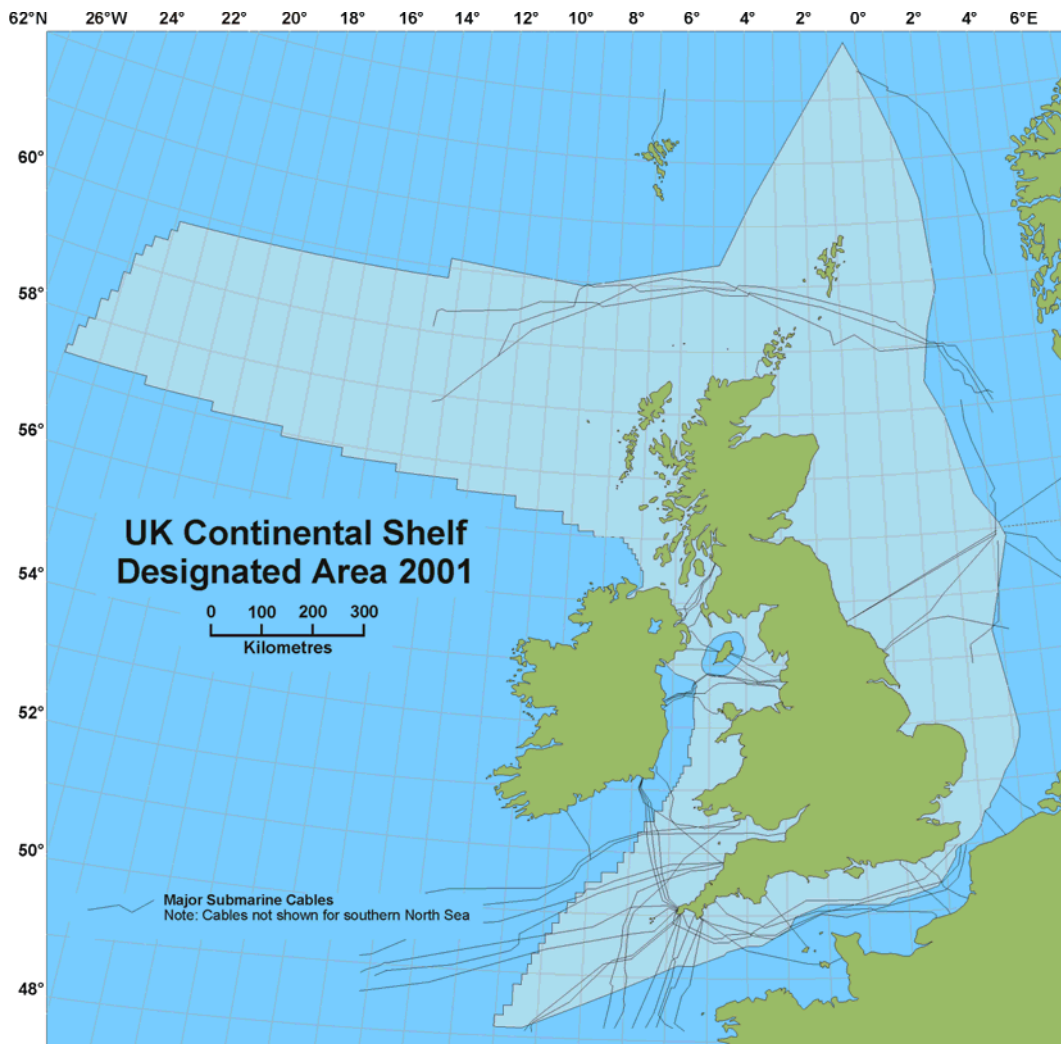 62°N 26°W 24° 22° 20° 18° 16° 14° 12° 10° 8° 6° 4° 2° 0° 2° 4° 6°E
60°
58°
56°
UK Continental Shelf
Designated Area 2001
54°
0 100 200 300
Kilometres
52°
50°
Major Submarine Cables
Note: Cables not shown for southern North Sea
48°